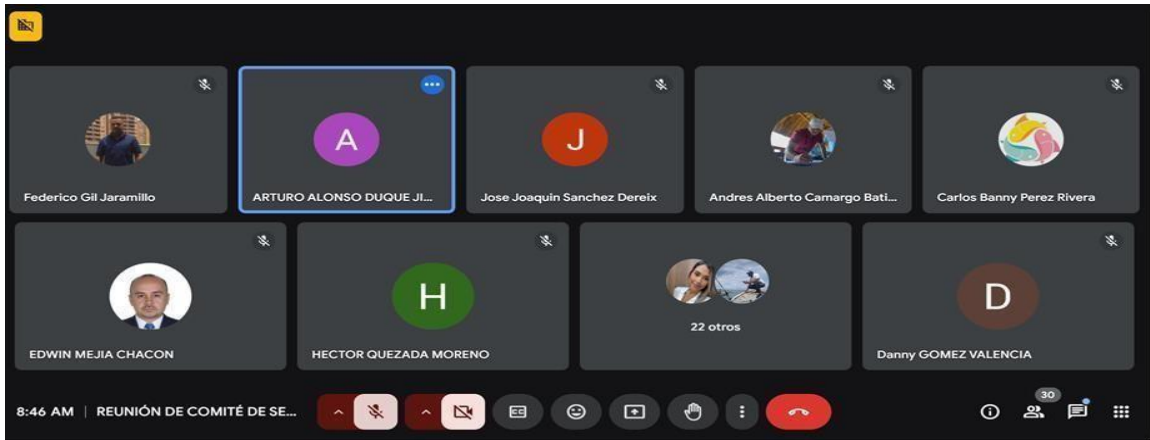 A
J
Federico Gil Jaramillo
ARTURO ALONSO DUQUE JI...
Jose Joaquin Sanchez Dereix
Andres Alberto Camargo Bati...
Carlos Banny Perez Rivera
H
22 otros
D
EDWIN MEJIA CHACON
HECTOR QUEZADA MORENO
Danny GOMEZ VALENCIA
8:46 AM | REUNIÓN DE COMITÉ DE SE...
CC
30